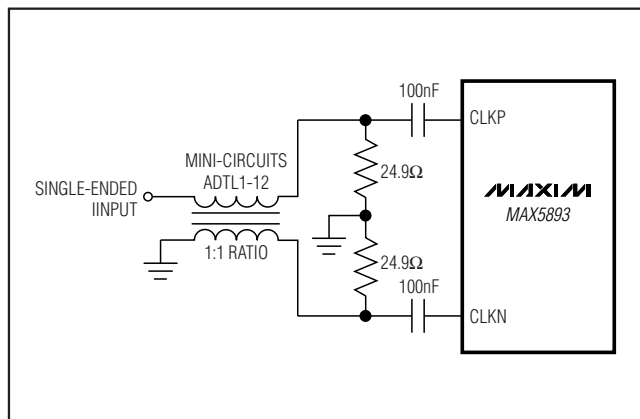 100nF
CLKP
MINI-CIRCUITS
ADTL1-12
SINGLE-ENDED
IINPUT
24.9Ω
MAXIM
MAX5893
1:1 RATIO
24.9Ω
100nF
CLKN